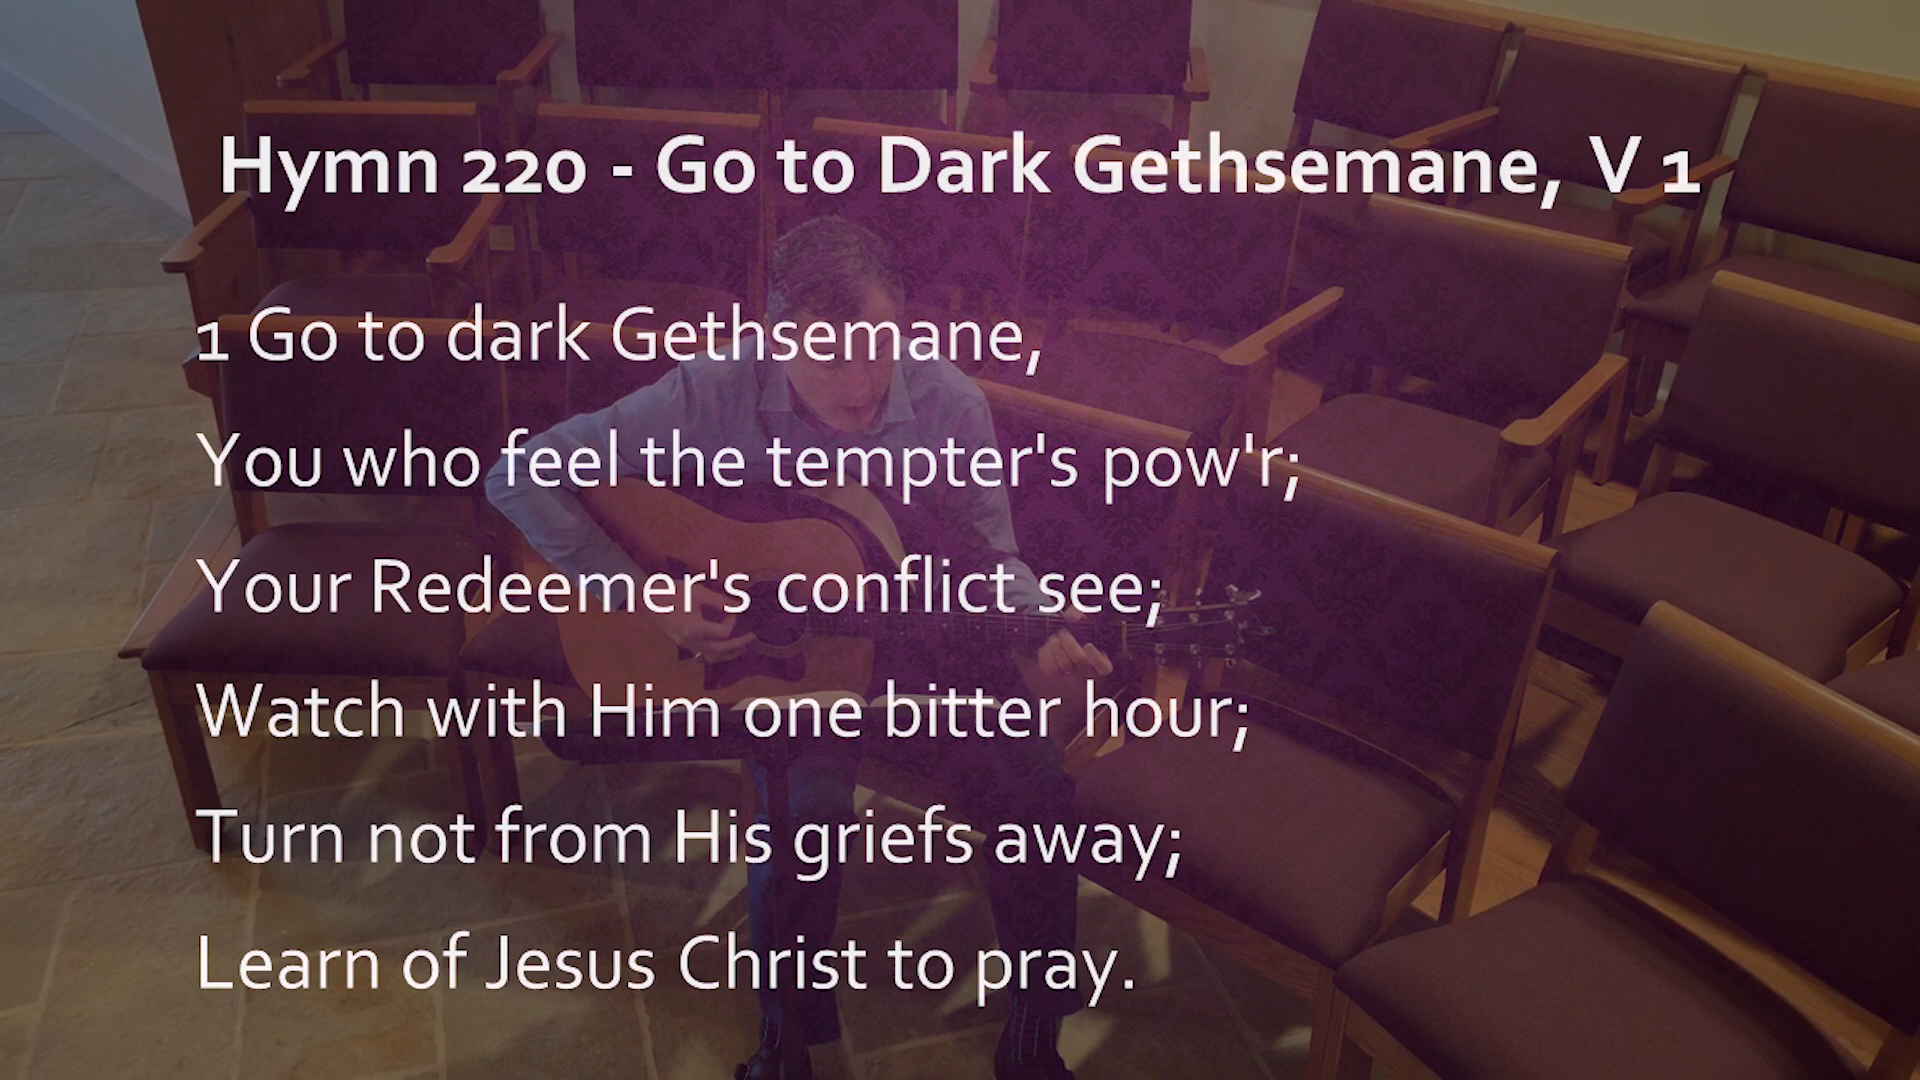 Hymn 220 - Go to Dark Gethsemane, V 1
1 Go to dark Gethsemane,
You who feel the tempter's pow'r;
Your Redeemer's conflict see;
Watch with Him one bitter hour;
Turn not from His griefs away;
Learn of Jesus Christ to pray.